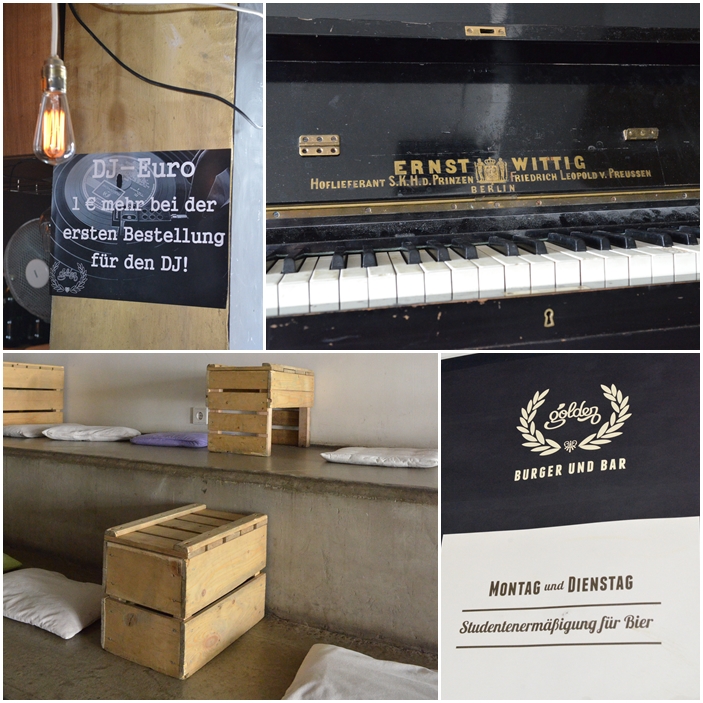 DJ-Euro
1 € mehr bei der
ersten Bestellung
für den DJ!
golden
ERNST WITTIG
HOFLIEFERANT S.K.H.D. PRINZEN FRIEDRICH LEOPOLD V. PREUSSEN
BERLIN
golden
BURGER UND BAR
MONTAG und DIENSTAG
Studentenermäßigung für Bier